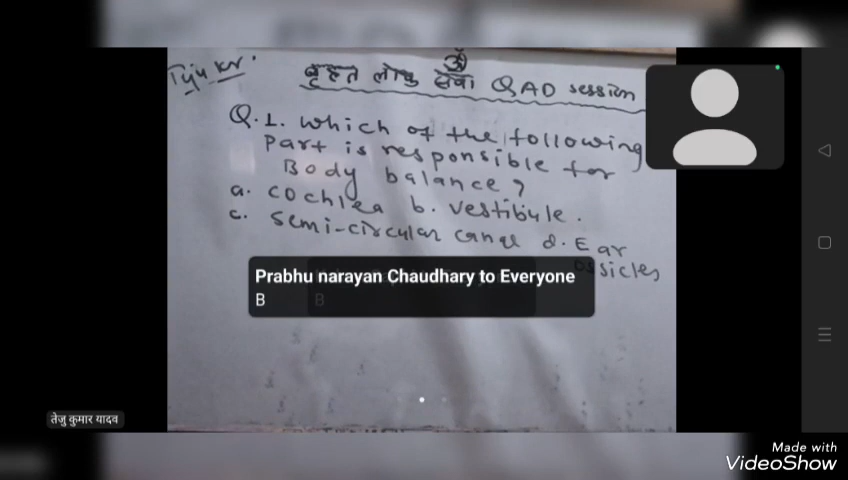 ॐ
Tiju kr.
बृहत लोक सेवा QAD session
Q.1. which of the following
Part is responsible for
Body balance?
a. cochlea b. vestibule.
c. semi-circular canal d. Ear
ossicles
Prabhu narayan Chaudhary to Everyone
B
B
तेजु कुमार यादव
Made with
VideoShow